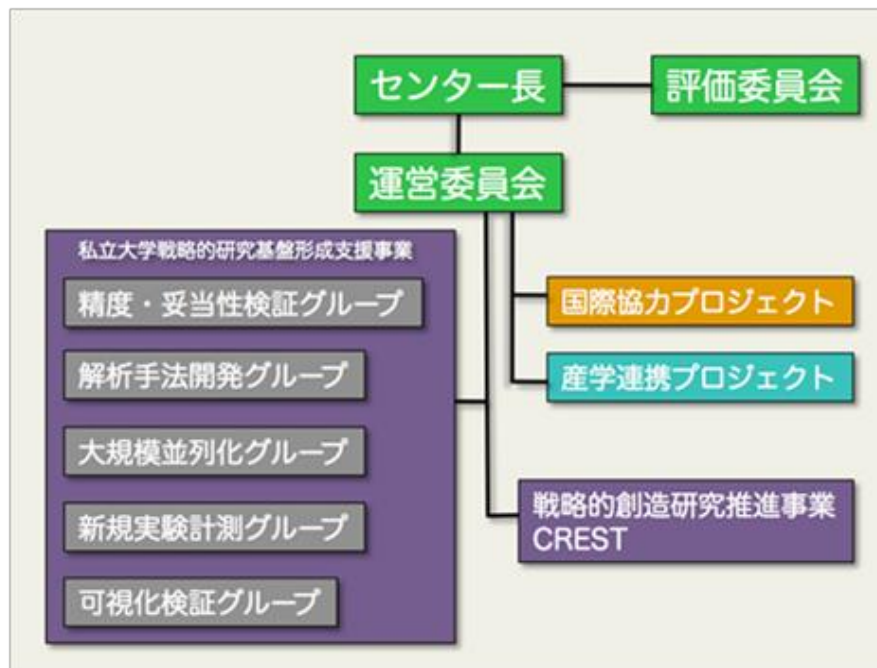 センター長
評価委員会
運営委員会
私立大学戦略的研究基盤形成支援事業
精度・妥当性検証グループ
解析手法開発グループ
大規模並列化グループ
新規実験計測グループ
可視化検証グループ
国際協力プロジェクト
産学連携プロジェクト
戦略的創造研究推進事業
CREST